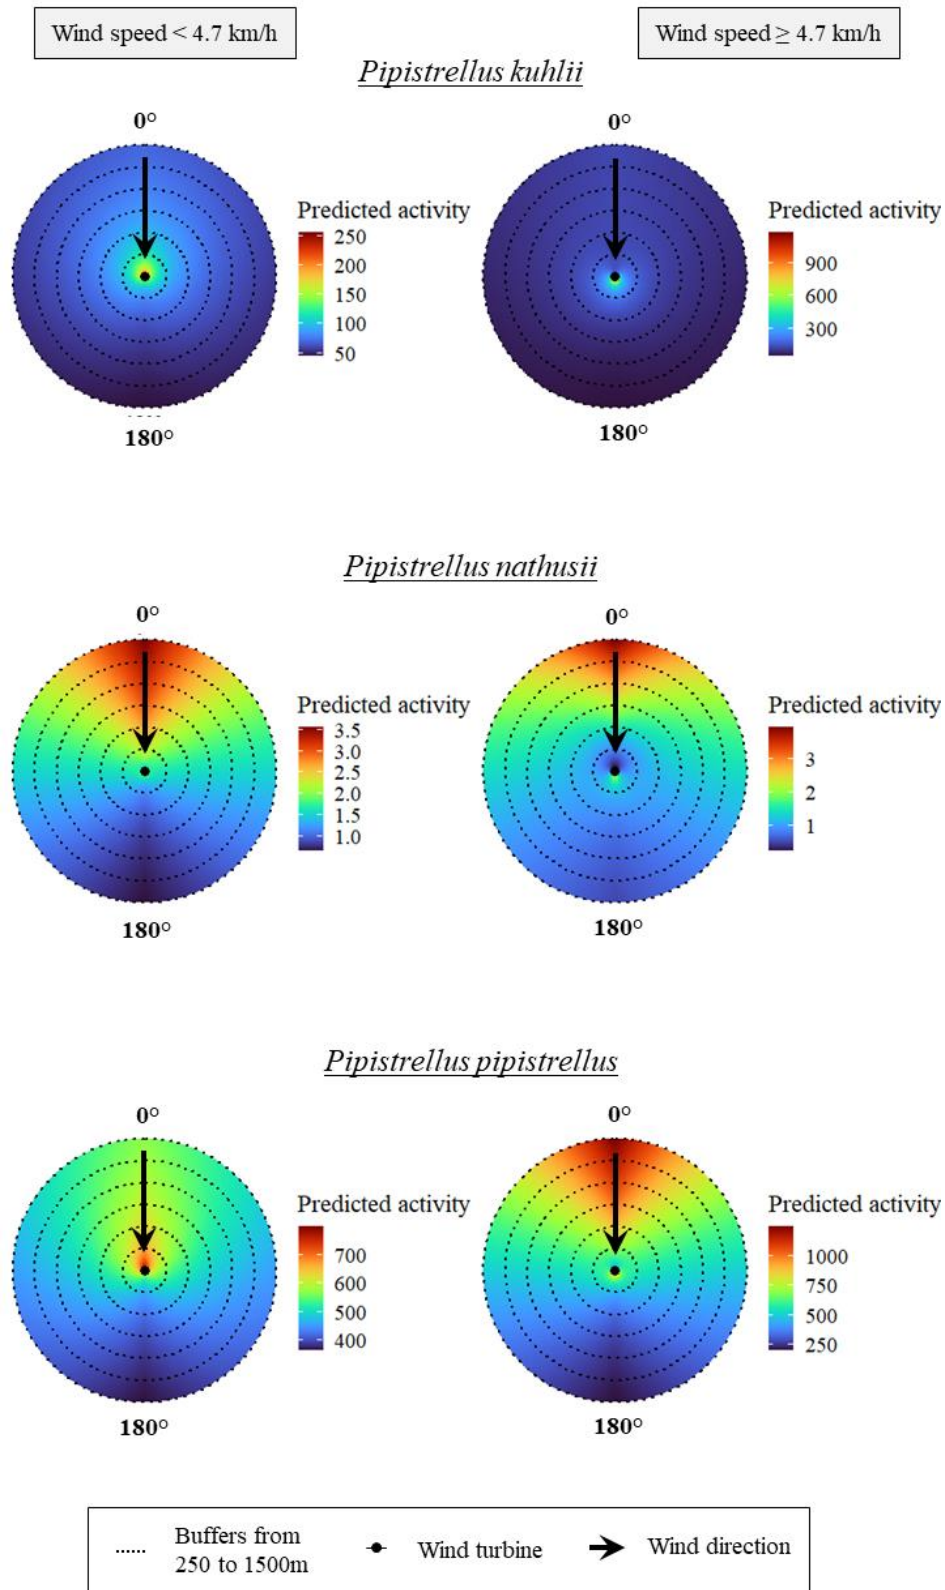 Wind speed < 4.7 km/h
Wind speed ≥ 4.7 km/h
Pipistrellus kuhlii
0°
0°
Predicted activity
250
200
150
100
50
Predicted activity
900
600
300
180°
180°
Pipistrellus nathusii
0°
0°
Predicted activity
3.5
3.0
2.5
2.0
1.5
1.0
Predicted activity
3
2
1
180°
180°
Pipistrellus pipistrellus
0°
0°
Predicted activity
700
600
500
400
Predicted activity
1000
750
500
250
180°
180°
Buffers from
250 to 1500m
Wind turbine
Wind direction